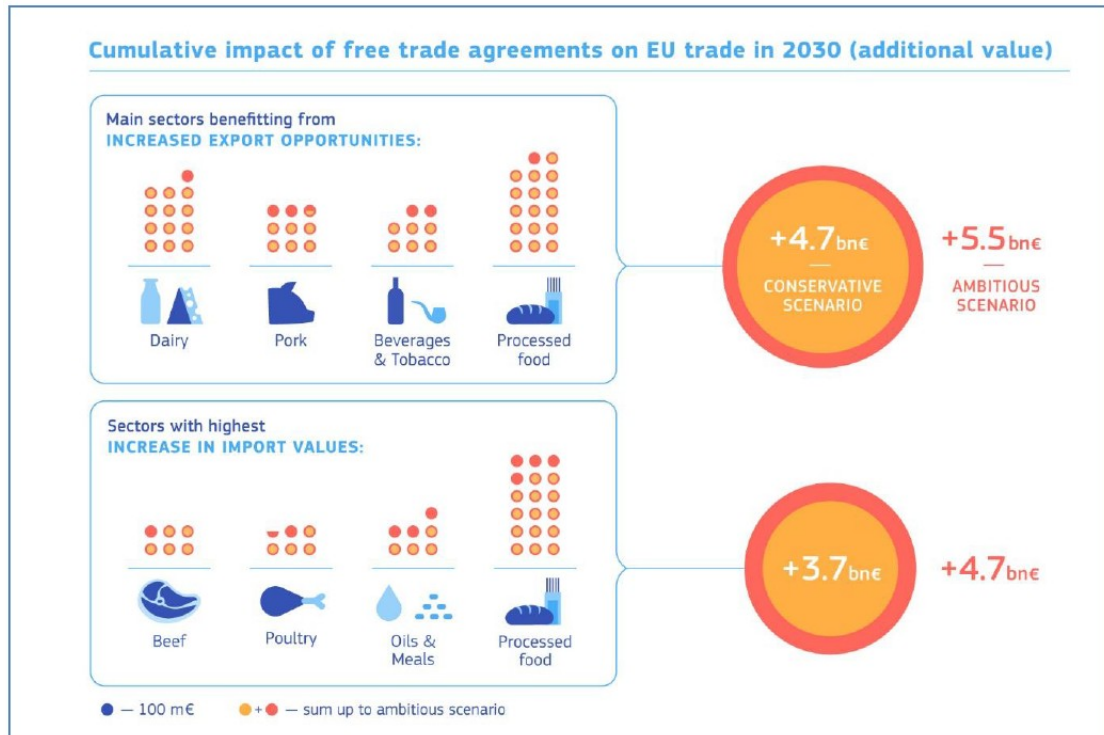 Cumulative impact of free trade agreements on EU trade in 2030 (additional value)
Main sectors benefitting from
INCREASED EXPORT OPPORTUNITIES:
Dairy
Pork
Beverages
& Tobacco
Processed
food
+4.7bn€
CONSERVATIVE
SCENARIO
+5.5bn€
AMBITIOUS
SCENARIO
Sectors with highest
INCREASE IN IMPORT VALUES:
Beef
Poultry
Oils &
Meals
Processed
food
+3.7bn€
+4.7bn€
— 100 m€
+ — sum up to ambitious scenario